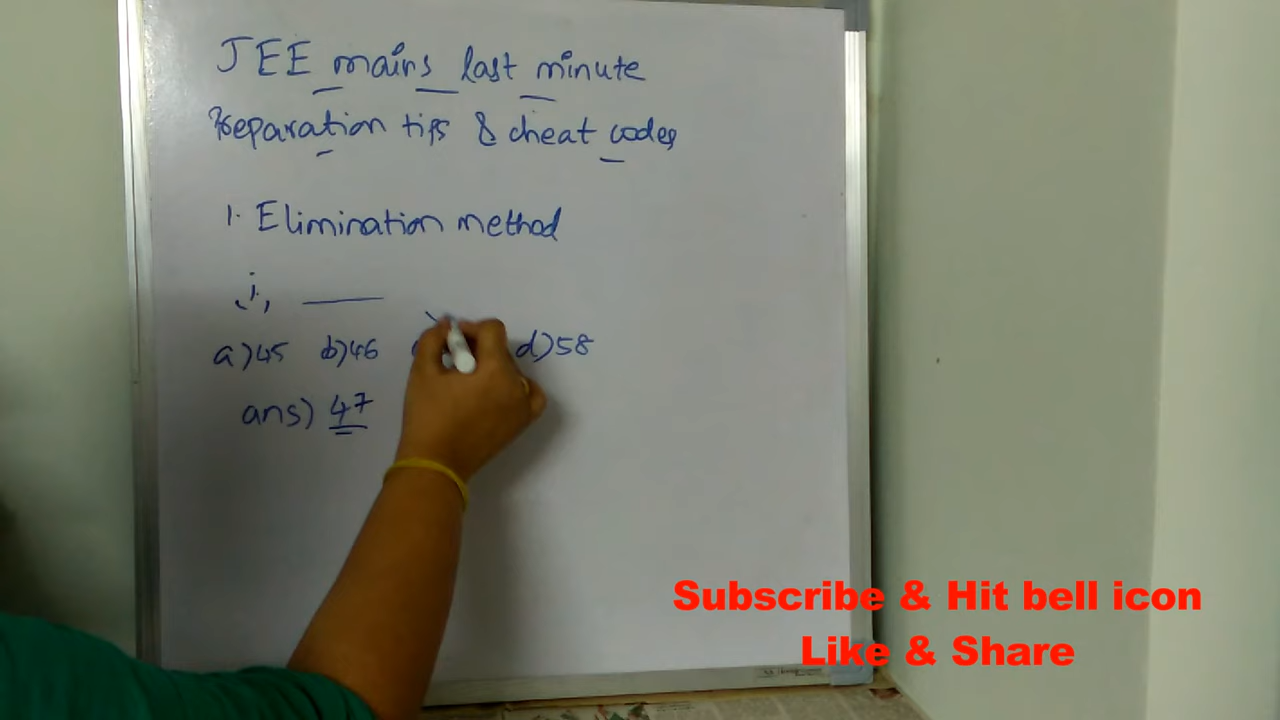 JEE mains last minute
Preparation tips & cheat codes
1. Elimination method
i,
a)45 b)46 d)58
ans) 47
Subscribe & Hit bell icon
Like & Share